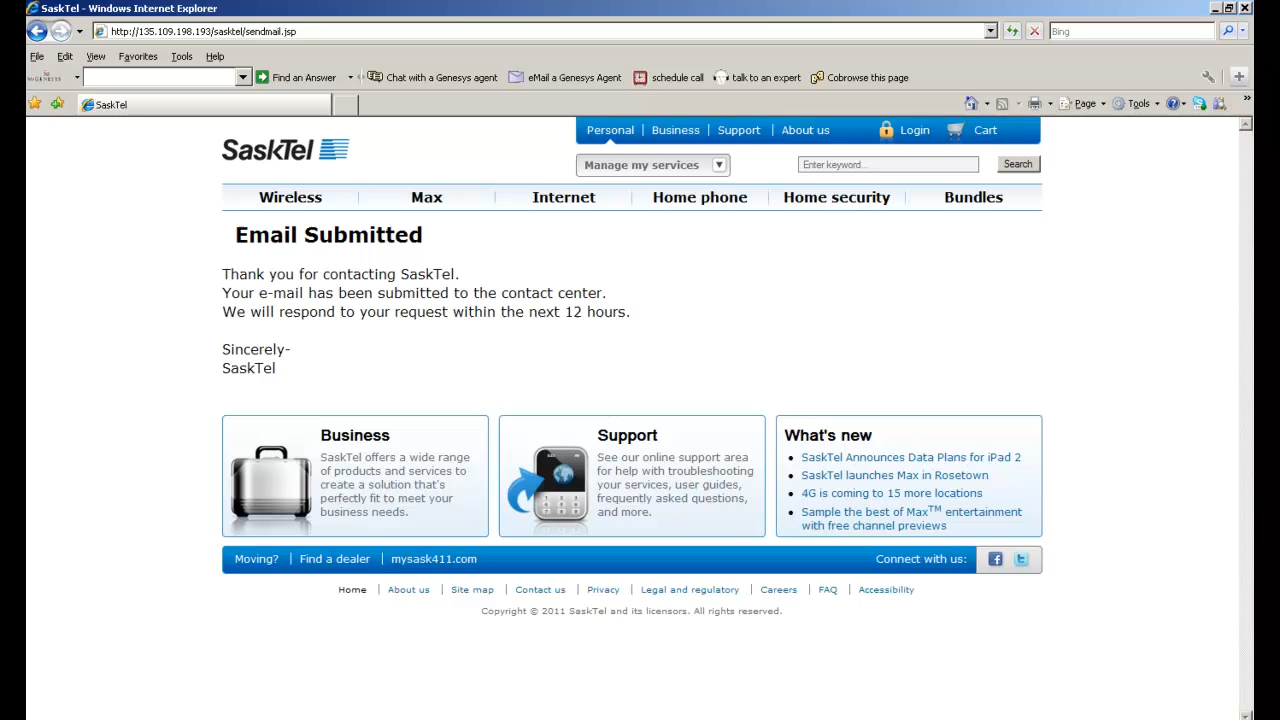 SaskTel - Windows Internet Explorer
http://135.109.198.193/sasktel/sendmail.jsp
Bing
File Edit View Favorites Tools Help
Find an Answer Chat with a Genesys agent eMail a Genesys Agent schedule call talk to an expert Cobrowse this page
SaskTel
Page Tools
Personal Business Support About us Login Cart
SaskTel
Manage my services
Enter keyword...
Search
Wireless Max Internet Home phone Home security Bundles
Email Submitted
Thank you for contacting SaskTel.
Your e-mail has been submitted to the contact center.
We will respond to your request within the next 12 hours.
Sincerely-
SaskTel
Business
SaskTel offers a wide range
of products and services to
create a solution that's
perfectly fit to meet your
business needs.
Support
See our online support area
for help with troubleshooting
your services, user guides,
frequently asked questions,
and more.
What's new
SaskTel Announces Data Plans for iPad 2
SaskTel launches Max in Rosetown
4G is coming to 15 more locations
Sample the best of Max™ entertainment
with free channel previews
Moving? Find a dealer mysask411.com Connect with us:
Home About us Site map Contact us Privacy Legal and regulatory Careers FAQ Accessibility
Copyright © 2011 SaskTel and its licensors. All rights reserved.